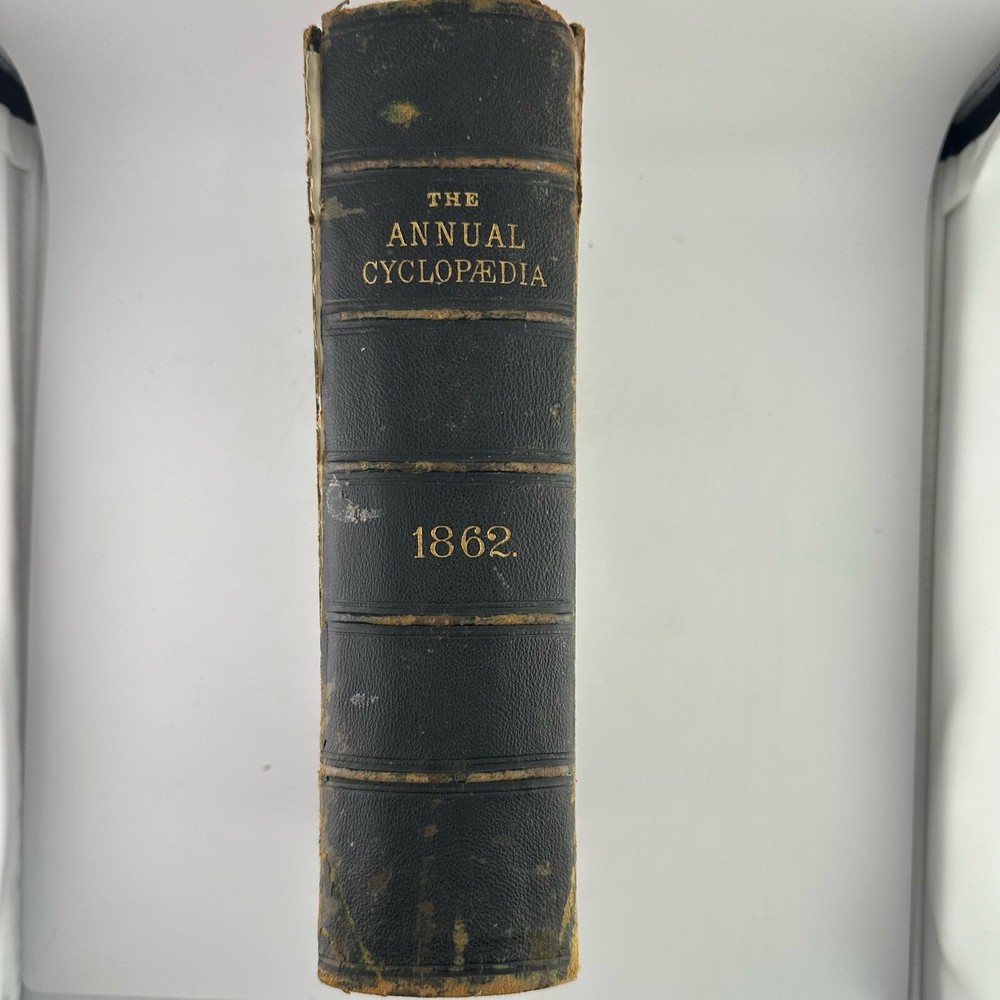 THE
ANNUAL
CYCLOPÆDIA
1862.